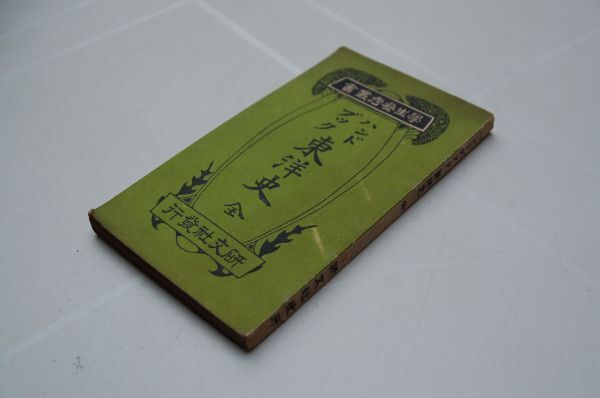 學生參考叢書
ハンド
ブック
東洋史 全
研文社發行